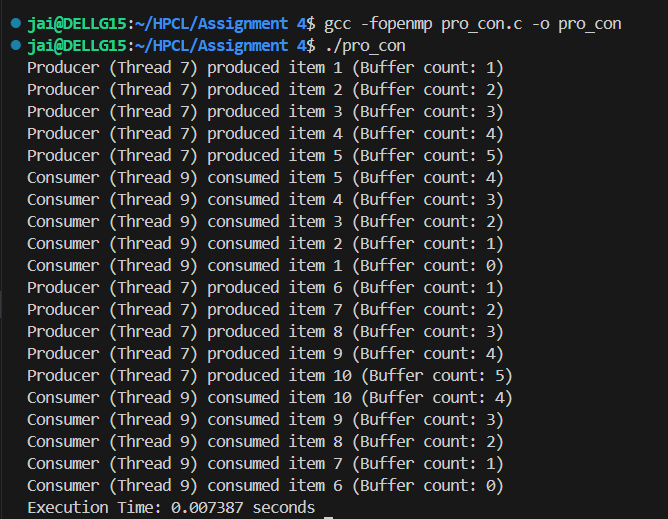 jai@DELLG15:~/HPCL/Assignment 4$ gcc -fopenmp pro_con.c -o pro_con
jai@DELLG15:~/HPCL/Assignment 4$ ./pro_con
Producer (Thread 7) produced item 1 (Buffer count: 1)
Producer (Thread 7) produced item 2 (Buffer count: 2)
Producer (Thread 7) produced item 3 (Buffer count: 3)
Producer (Thread 7) produced item 4 (Buffer count: 4)
Producer (Thread 7) produced item 5 (Buffer count: 5)
Consumer (Thread 9) consumed item 5 (Buffer count: 4)
Consumer (Thread 9) consumed item 4 (Buffer count: 3)
Consumer (Thread 9) consumed item 3 (Buffer count: 2)
Consumer (Thread 9) consumed item 2 (Buffer count: 1)
Consumer (Thread 9) consumed item 1 (Buffer count: 0)
Producer (Thread 7) produced item 6 (Buffer count: 1)
Producer (Thread 7) produced item 7 (Buffer count: 2)
Producer (Thread 7) produced item 8 (Buffer count: 3)
Producer (Thread 7) produced item 9 (Buffer count: 4)
Producer (Thread 7) produced item 10 (Buffer count: 5)
Consumer (Thread 9) consumed item 10 (Buffer count: 4)
Consumer (Thread 9) consumed item 9 (Buffer count: 3)
Consumer (Thread 9) consumed item 8 (Buffer count: 2)
Consumer (Thread 9) consumed item 7 (Buffer count: 1)
Consumer (Thread 9) consumed item 6 (Buffer count: 0)
Execution Time: 0.007387 seconds